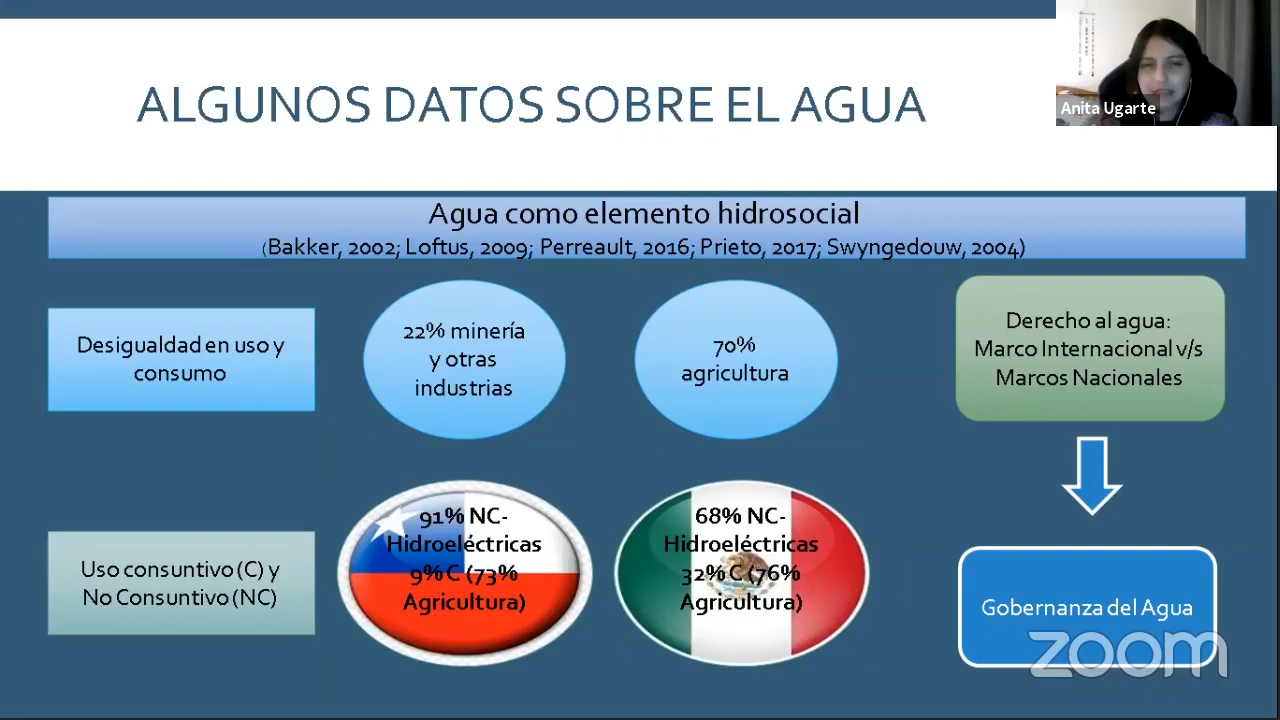 ALGUNOS DATOS SOBRE EL AGUA
Anita Ugarte
Agua como elemento hidrosocial
(Bakker, 2002; Loftus, 2009; Perreault, 2016; Prieto, 2017; Swyngedouw, 2004)
Desigualdad en uso y
consumo
22% minería
y otras
industrias
70%
agricultura
Derecho al agua:
Marco Internacional v/s
Marcos Nacionales
Uso consuntivo (C) y
No Consuntivo (NC)
91% NC-
Hidroeléctricas
9% C (73%
Agricultura)
68% NC-
Hidroeléctricas
32% C (76%
Agricultura)
Gobernanza del Agua
zoom